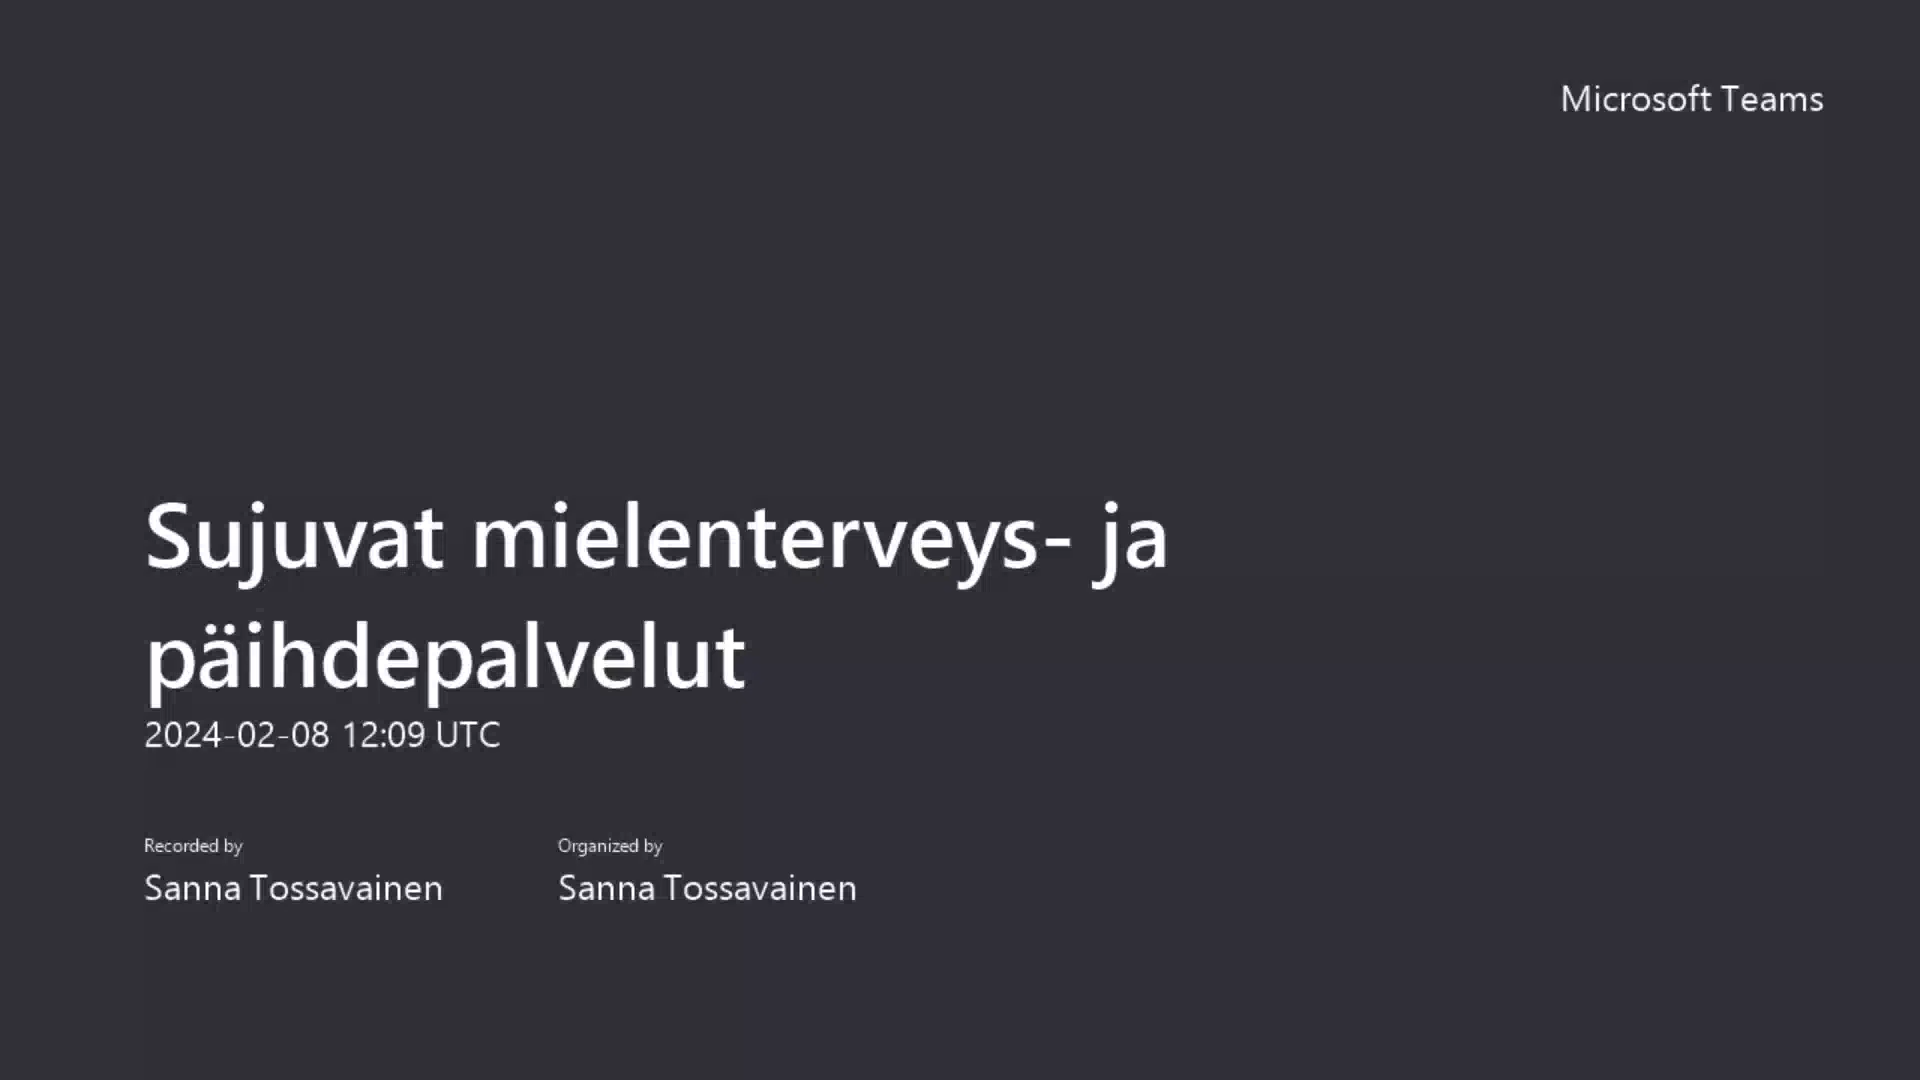 Microsoft Teams
Sujuvat mielenterveys- ja
päihdepalvelut
2024-02-08 12:09 UTC
Recorded by
Sanna Tossavainen
Organized by
Sanna Tossavainen